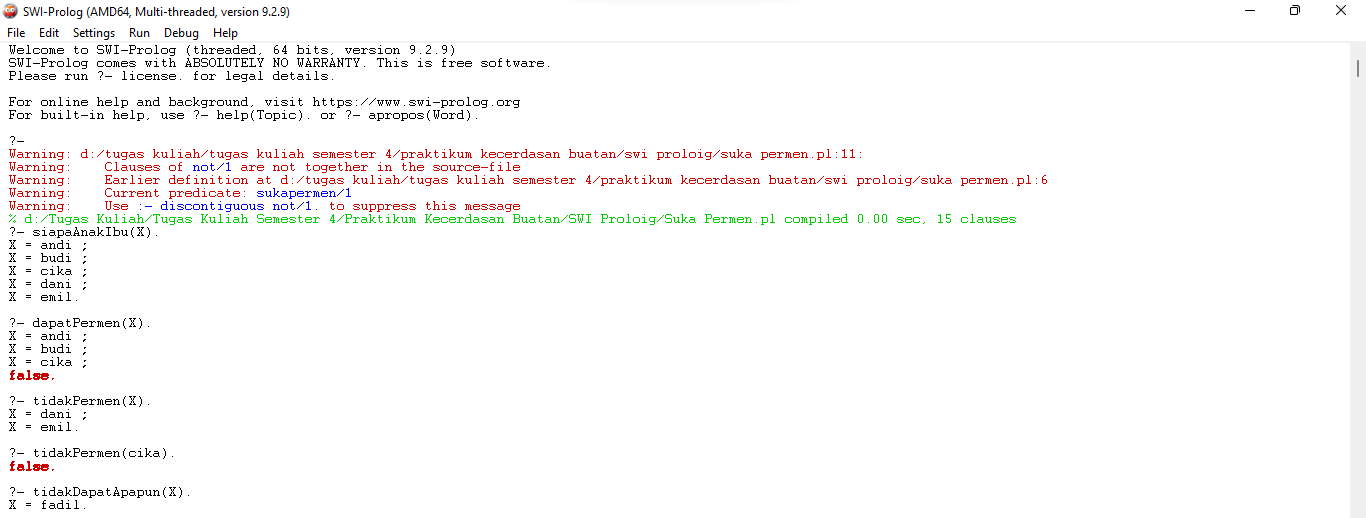 SWI-Prolog (AMD64, Multi-threaded, version 9.2.9)
File Edit Settings Run Debug Help
Welcome to SWI-Prolog (threaded, 64 bits, version 9.2.9)
SWI-Prolog comes with ABSOLUTELY NO WARRANTY. This is free software.
Please run ?- license. for legal details.
For online help and background, visit https://www.swi-prolog.org
For built-in help, use ?- help(Topic). or ?- apropos(Word).
?-
Warning: d:/tugas kuliah/tugas kuliah semester 4/praktikum kecerdasan buatan/swi proloig/suka permen.pl:11:
Warning:    Clauses of not/1 are not together in the source-file
Warning:    Earlier definition at d:/tugas kuliah/tugas kuliah semester 4/praktikum kecerdasan buatan/swi proloig/suka permen.pl:6
Warning:    Current predicate: sukapermen/1
Warning:    Use :- discontiguous not/1. to suppress this message
% d:/Tugas Kuliah/Tugas Kuliah Semester 4/Praktikum Kecerdasan Buatan/SWI Proloig/Suka Permen.pl compiled 0.00 sec, 15 clauses
?- siapaAnakIbu(X).
X = andi ;
X = budi ;
X = cika ;
X = dani ;
X = emil.
?- dapatPermen(X).
X = andi ;
X = budi ;
X = cika ;
false.
?- tidakPermen(X).
X = dani ;
X = emil.
?- tidakPermen(cika).
false.
?- tidakDapatApapun(X).
X = fadil.